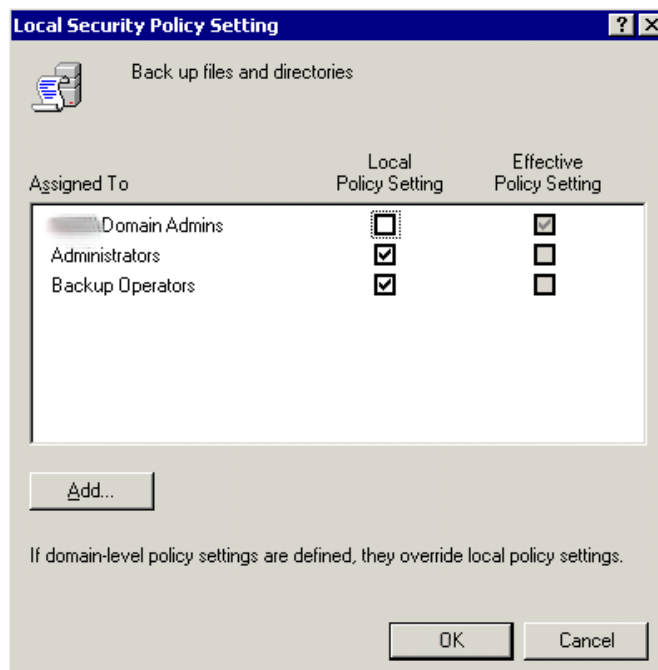 Local Security Policy Setting
Back up files and directories
Assigned To
Local Policy Setting
Effective Policy Setting
\Domain Admins
Administrators
Backup Operators
Add...
If domain-level policy settings are defined, they override local policy settings.
OK
Cancel